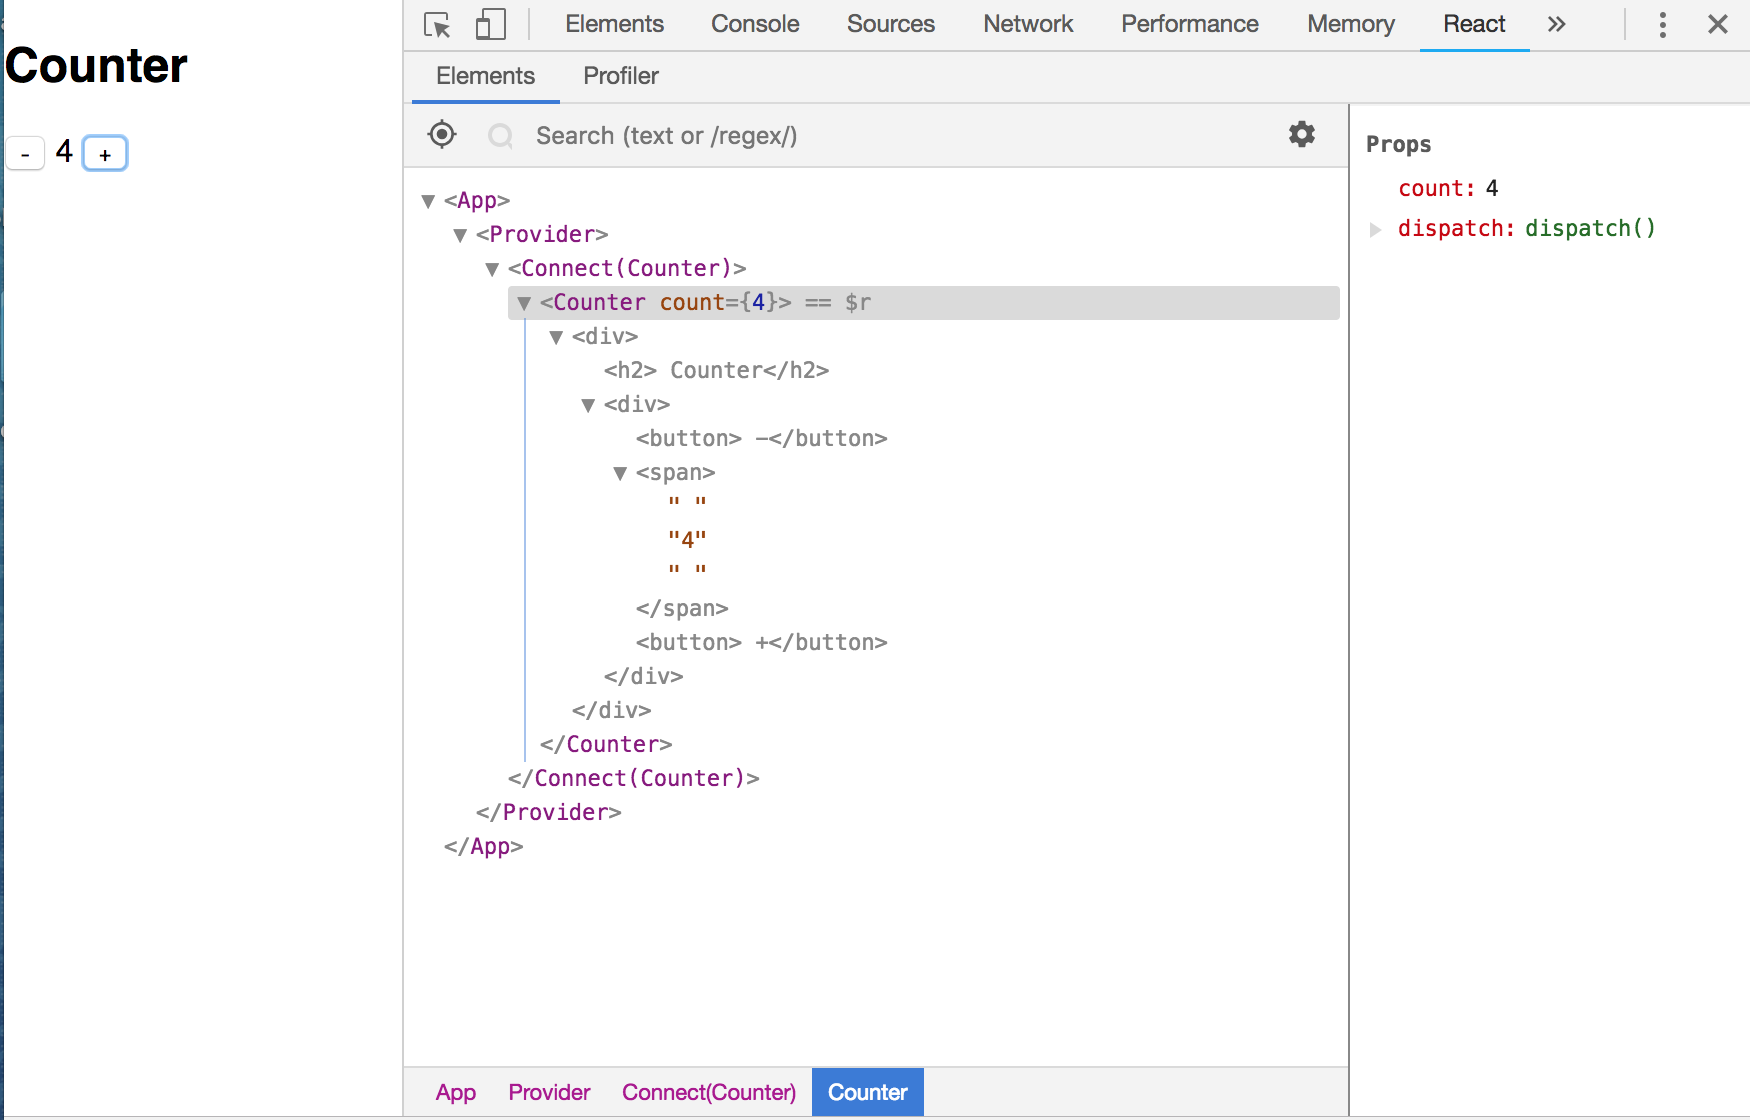 Counter
- 4 +
Elements Console Sources Network Performance Memory React »
Elements Profiler
Search (text or /regex/)
▼ <App>
▼ <Provider>
▼ <Connect(Counter)>
▼ <Counter count={4}> == $r
▼ <div>
<h2> Counter</h2>
▼ <div>
<button> –</button>
▼ <span>
" "
"4"
" "
</span>
<button> +</button>
</div>
</div>
</Counter>
</Connect(Counter)>
</Provider>
</App>
App Provider Connect(Counter) Counter
Props
count: 4
dispatch: dispatch()